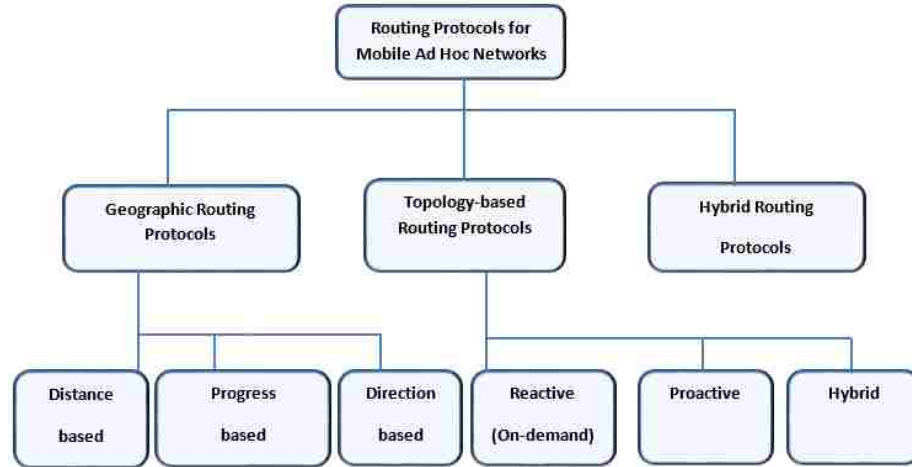 Routing Protocols for
Mobile Ad Hoc Networks
Geographic Routing
Protocols
Topology-based
Routing Protocols
Hybrid Routing
Protocols
Distance
based
Progress
based
Direction
based
Reactive
(On-demand)
Proactive
Hybrid